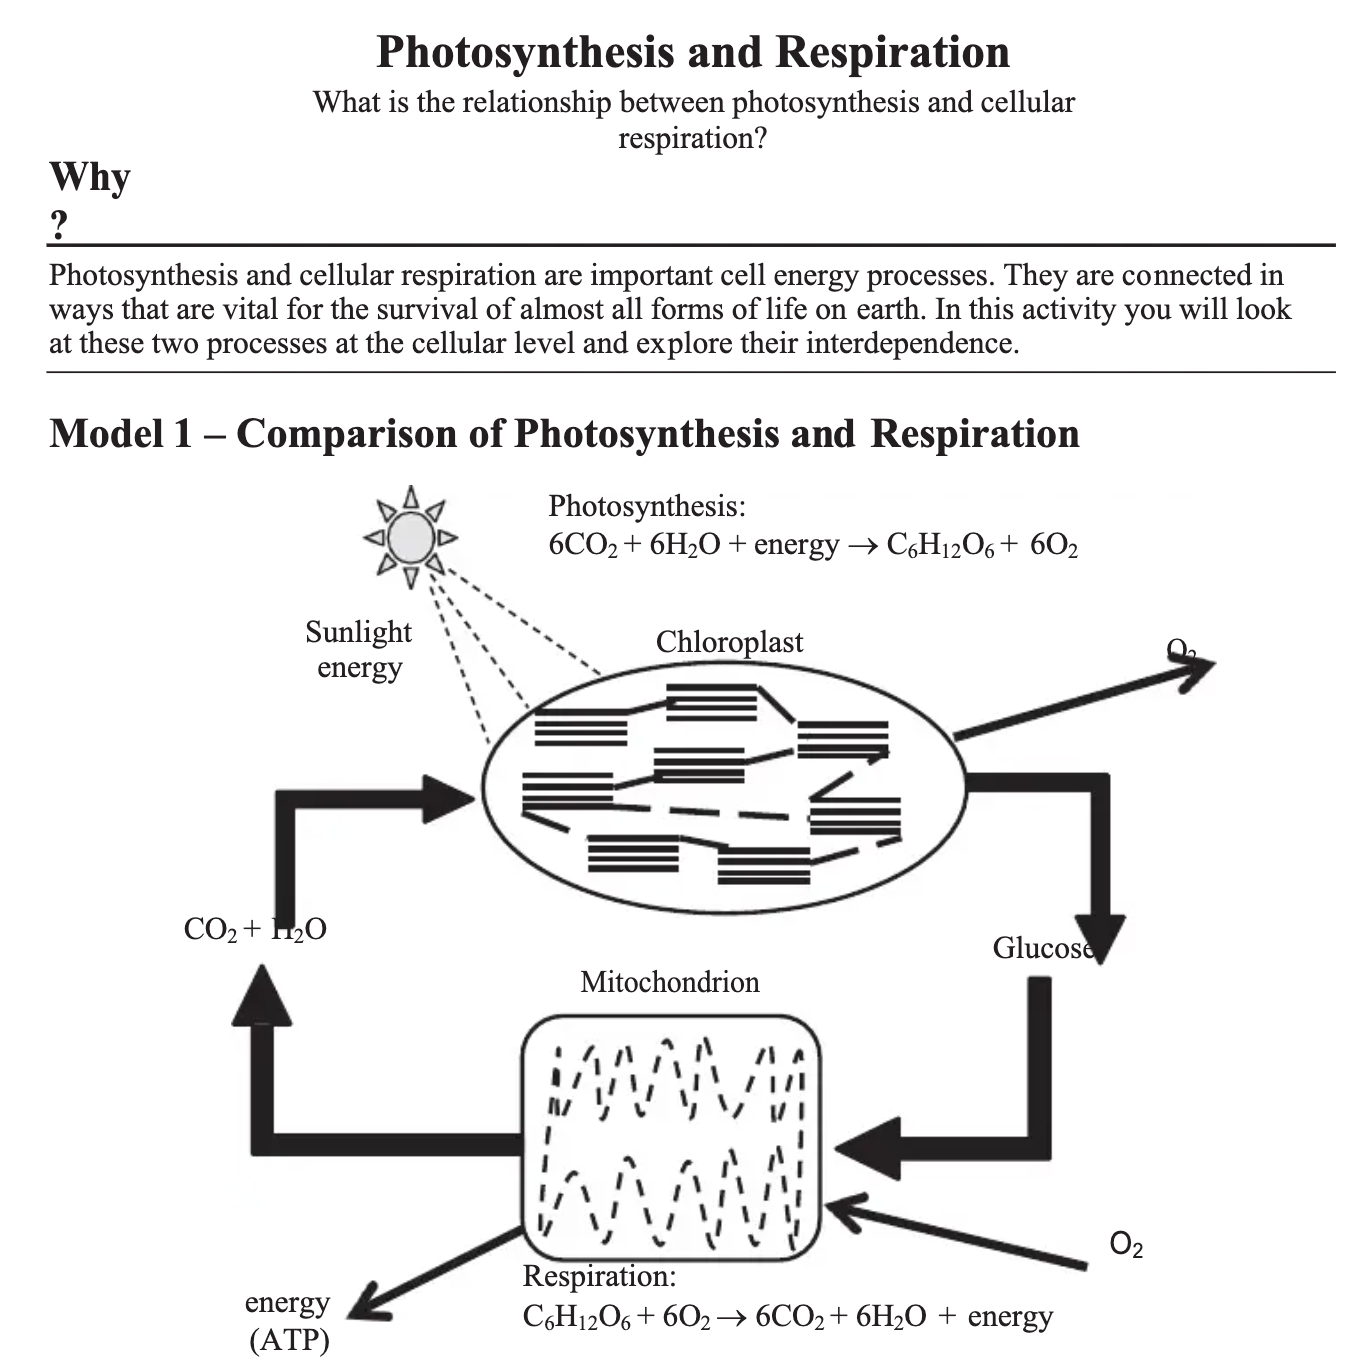 Photosynthesis and Respiration
What is the relationship between photosynthesis and cellular
respiration?
Why
?
Photosynthesis and cellular respiration are important cell energy processes. They are connected in
ways that are vital for the survival of almost all forms of life on earth. In this activity you will look
at these two processes at the cellular level and explore their interdependence.
Model 1 – Comparison of Photosynthesis and Respiration
Photosynthesis:
6CO₂ + 6H₂O + energy → C₆H₁₂O₆ + 6O₂
Sunlight
energy
Chloroplast
O₂
CO₂ + H₂O
Glucose
Mitochondrion
O₂
Respiration:
C₆H₁₂O₆ + 6O₂ → 6CO₂ + 6H₂O + energy
energy
(ATP)